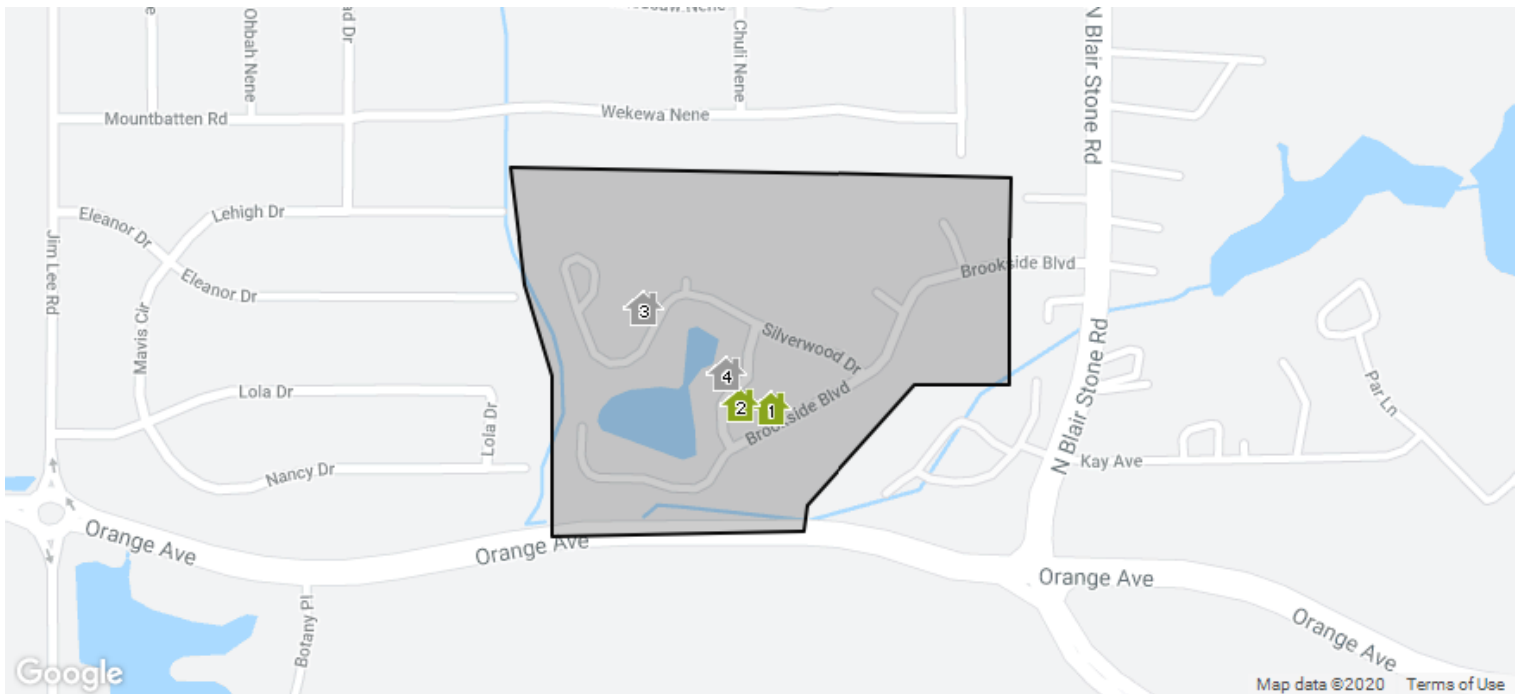 Ohbah Nene
Chuli Nene
N Blair Stone Rd
Mountbatten Rd
Wekewa Nene
Eleanor Dr
Lehigh Dr
Jim Lee Rd
Eleanor Dr
Brookside Blvd
3
Silverwood Dr
Mavis Cir
4
Lola Dr
2
1
Brookside Blvd
Par Ln
Lola Dr
N Blair Stone Rd
Kay Ave
Nancy Dr
Orange Ave
Orange Ave
Orange Ave
Botany Pl
Orange Ave
Google
Map data ©2020 Terms of Use